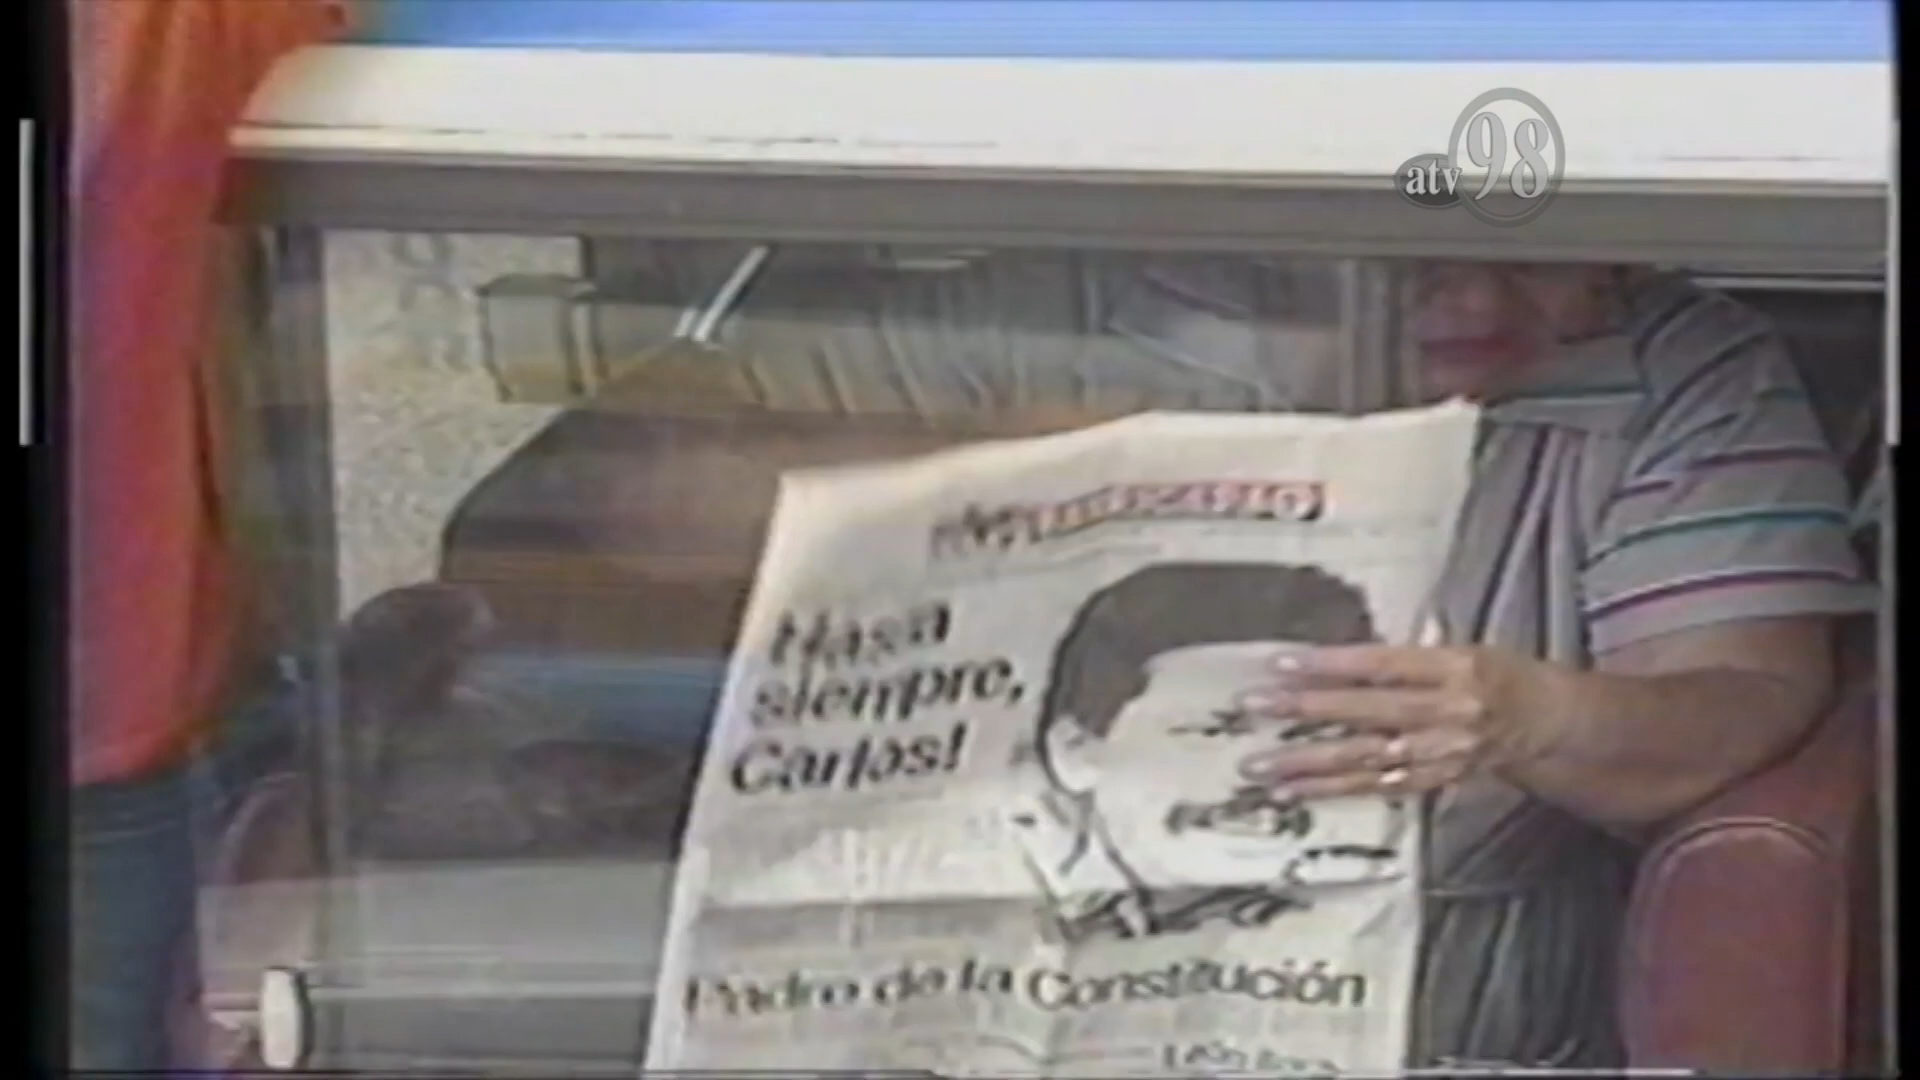 atv 98
Hasta
siempre,
Carlos!
Padre de la Constitución